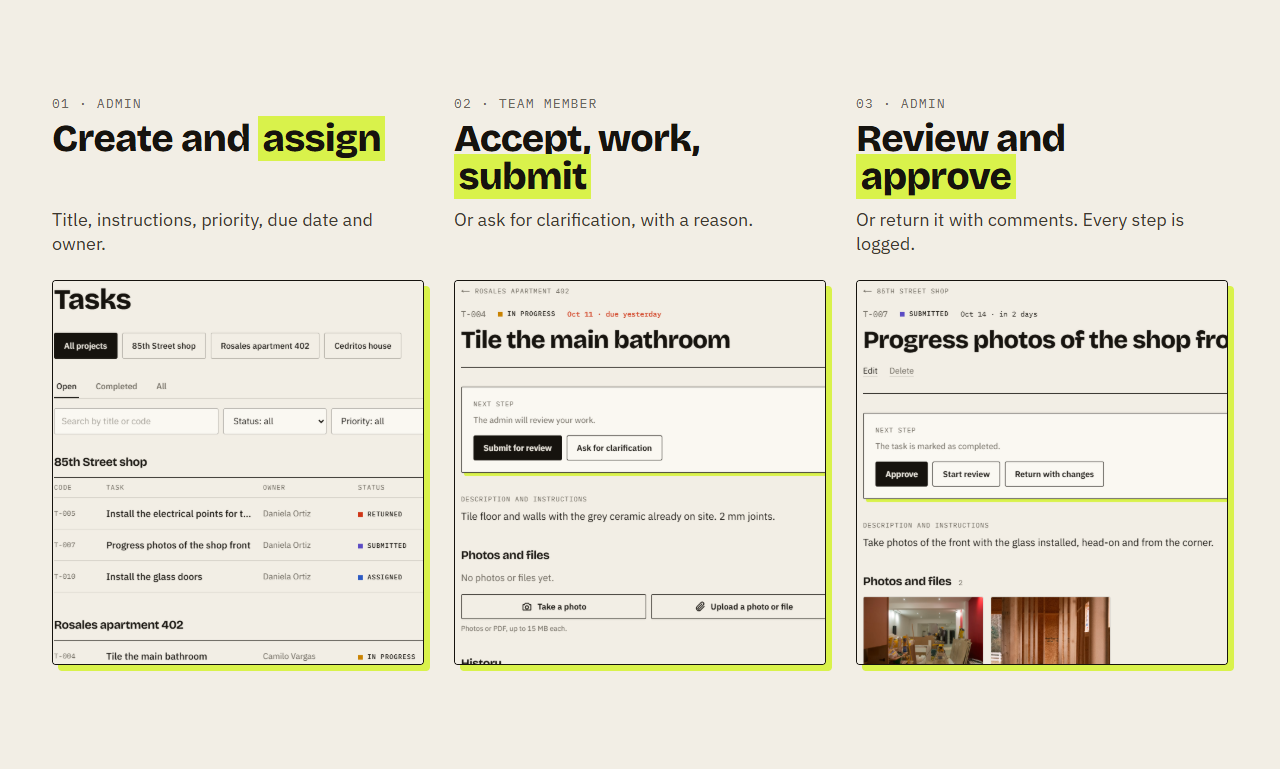 01 · ADMIN
Create and assign
Title, instructions, priority, due date and
owner.
Tasks
All projects
85th Street shop
Rosales apartment 402
Cedritos house
Open
Completed
All
Search by title or code
Status: all
Priority: all
85th Street shop
CODE TASK OWNER STATUS
T-005 Install the electrical points for t... Daniela Ortiz RETURNED
T-007 Progress photos of the shop front Daniela Ortiz SUBMITTED
T-010 Install the glass doors Daniela Ortiz ASSIGNED
Rosales apartment 402
T-004 Tile the main bathroom Camilo Vargas IN PROGRESS
02 · TEAM MEMBER
Accept, work,
submit
Or ask for clarification, with a reason.
← ROSALES APARTMENT 402
T-004 IN PROGRESS Oct 11 · due yesterday
Tile the main bathroom
NEXT STEP
The admin will review your work.
Submit for review
Ask for clarification
DESCRIPTION AND INSTRUCTIONS
Tile floor and walls with the grey ceramic already on site. 2 mm joints.
Photos and files
No photos or files yet.
Take a photo
Upload a photo or file
Photos or PDF, up to 15 MB each.
History
03 · ADMIN
Review and
approve
Or return it with comments. Every step is
logged.
← 85TH STREET SHOP
T-007 SUBMITTED Oct 14 · in 2 days
Progress photos of the shop fro
Edit Delete
NEXT STEP
The task is marked as completed.
Approve
Start review
Return with changes
DESCRIPTION AND INSTRUCTIONS
Take photos of the front with the glass installed, head-on and from the corner.
Photos and files 2